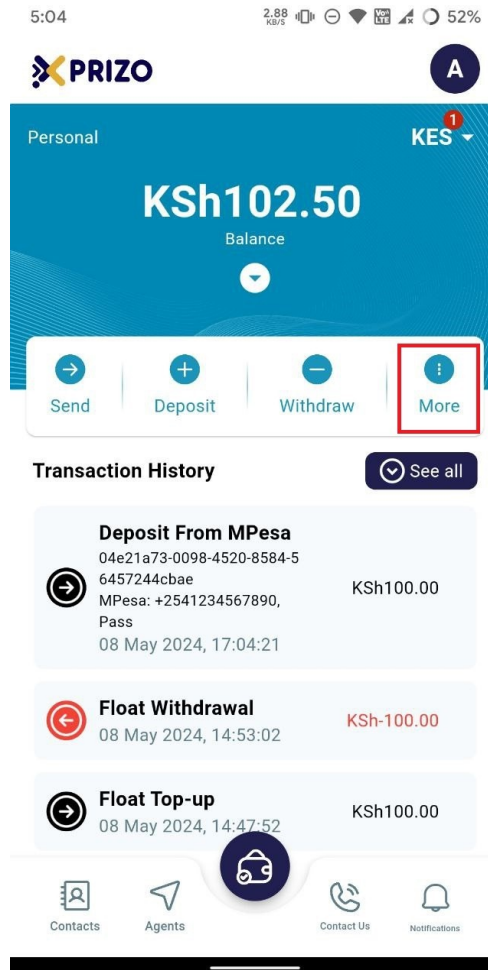 5:04
2.88 KB/S
Vo) LTE
52%
XPRIZO
A
Personal
KES
1
KSh102.50
Balance
Send
Deposit
Withdraw
More
Transaction History
See all
Deposit From MPesa
04e21a73-0098-4520-8584-5
6457244cbae
MPesa: +2541234567890,
Pass
08 May 2024, 17:04:21
KSh100.00
Float Withdrawal
08 May 2024, 14:53:02
KSh-100.00
Float Top-up
08 May 2024, 14:47:52
KSh100.00
Contacts
Agents
Contact Us
Notifications